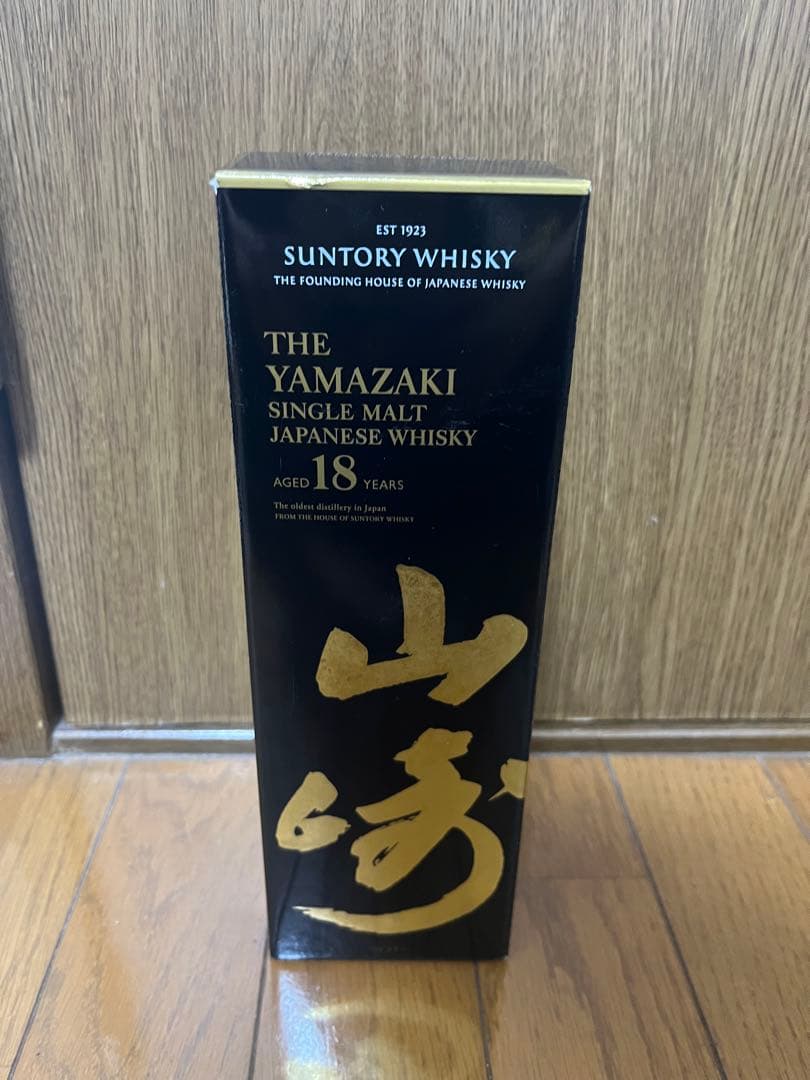 EST 1923
SUNTORY WHISKY
THE FOUNDING HOUSE OF JAPANESE WHISKY
THE
YAMAZAKI
SINGLE MALT
JAPANESE WHISKY
AGED 18 YEARS
The oldest distillery in Japan
FROM THE HOUSE OF SUNTORY WHISKY
山
崎